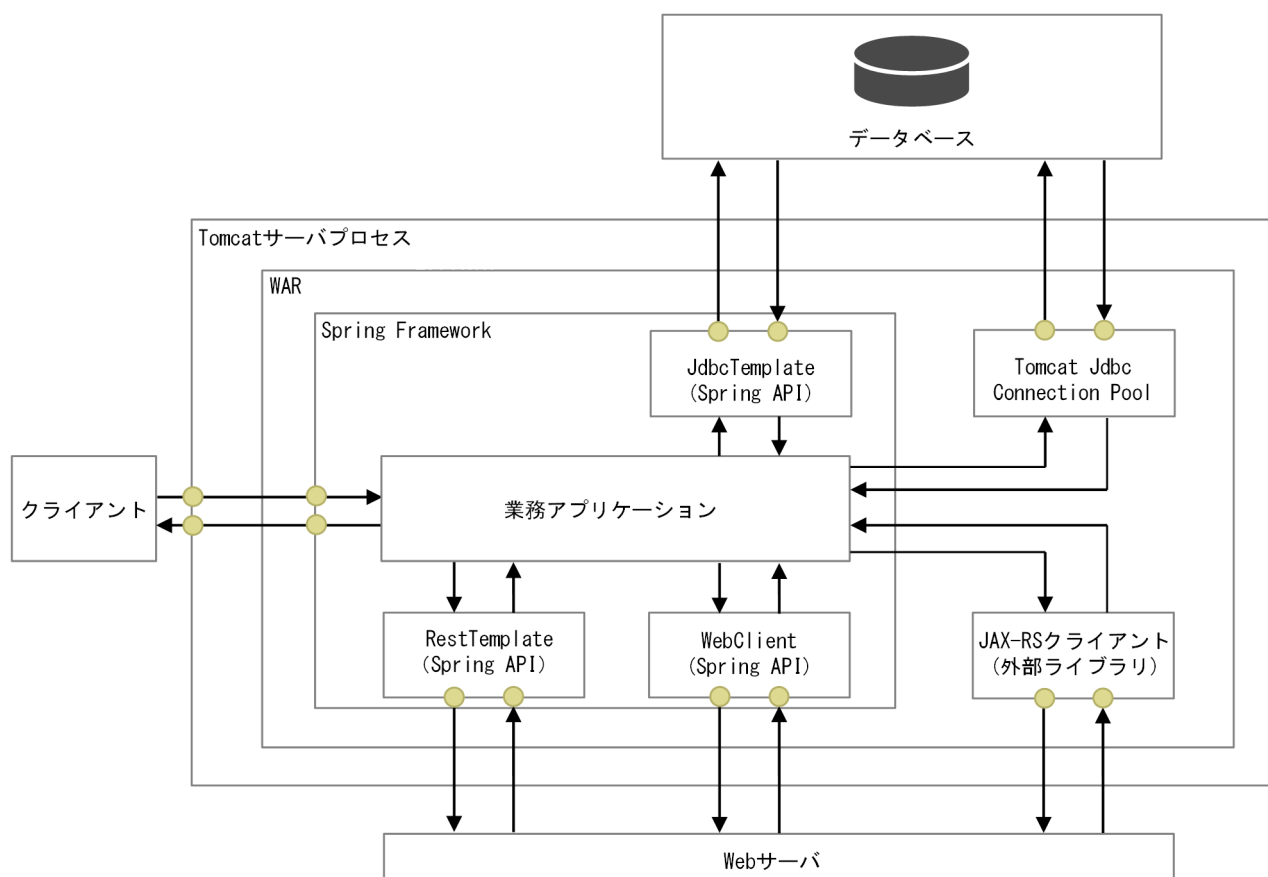 データベース
Tomcatサーバプロセス
WAR
Spring Framework
JdbcTemplate
(Spring API)
Tomcat Jdbc
Connection Pool
クライアント
業務アプリケーション
RestTemplate
(Spring API)
WebClient
(Spring API)
JAX-RSクライアント
(外部ライブラリ)
Webサーバ